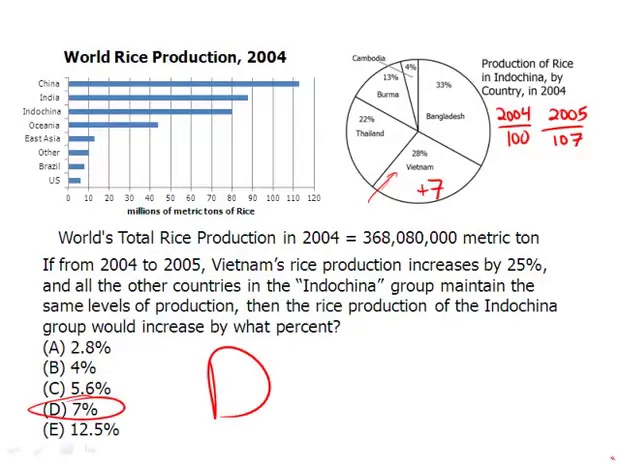 World Rice Production, 2004
China
India
Indochina
Oceania
East Asia
Other
Brazil
US
0 10 20 30 40 50 60 70 80 90 100 110 120
millions of metric tons of Rice
Cambodia
4%
13%
Burma
33%
Bangladesh
22%
Thailand
28%
Vietnam
+7
Production of Rice
in Indochina, by
Country, in 2004
2004 2005
100 107
World's Total Rice Production in 2004 = 368,080,000 metric ton
If from 2004 to 2005, Vietnam's rice production increases by 25%,
and all the other countries in the "Indochina" group maintain the
same levels of production, then the rice production of the Indochina
group would increase by what percent?
(A) 2.8%
(B) 4%
(C) 5.6%
(D) 7%
(E) 12.5%
D